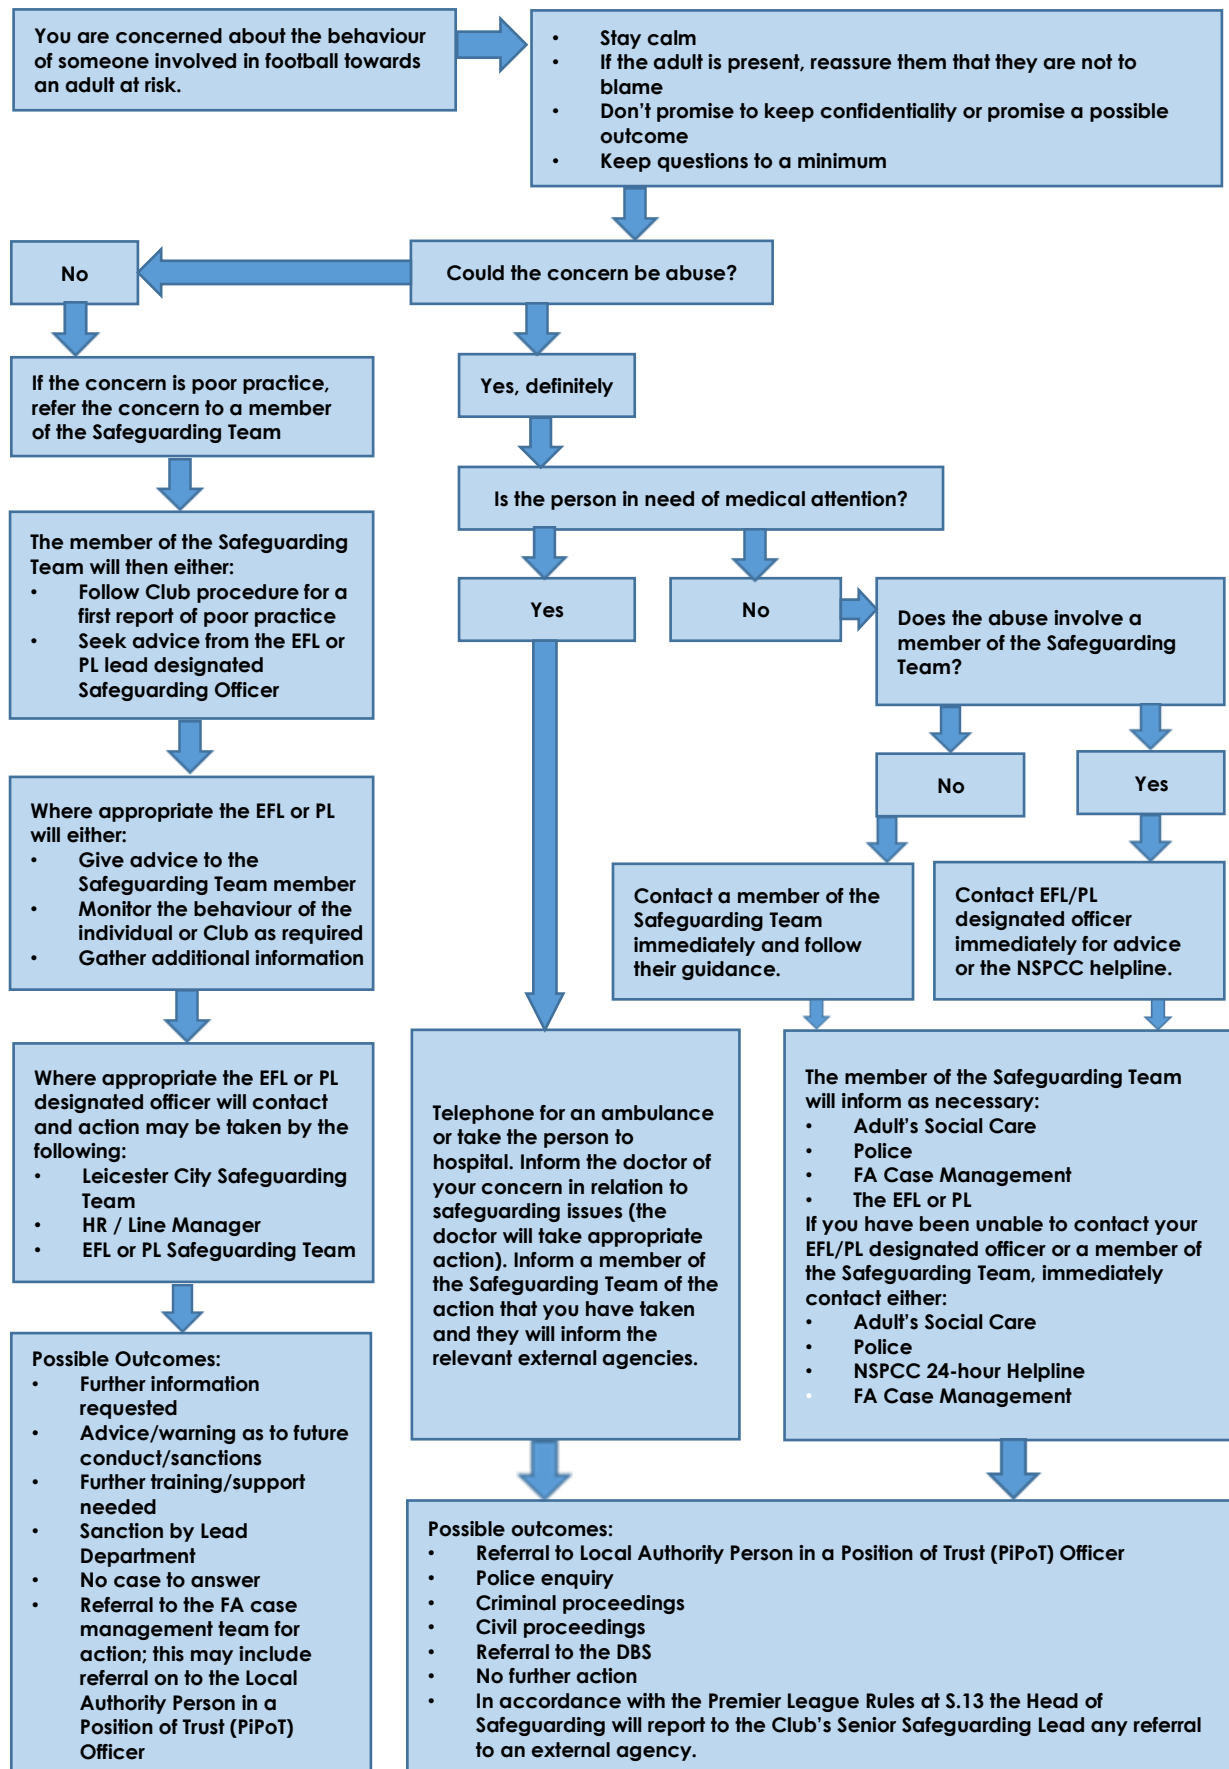 You are concerned about the behaviour
of someone involved in football towards
an adult at risk.
• Stay calm
• If the adult is present, reassure them that they are not to
blame
• Don't promise to keep confidentiality or promise a possible
outcome
• Keep questions to a minimum
Could the concern be abuse?
No
If the concern is poor practice,
refer the concern to a member
of the Safeguarding Team
The member of the Safeguarding
Team will then either:
• Follow Club procedure for a
first report of poor practice
• Seek advice from the EFL or
PL lead designated
Safeguarding Officer
Where appropriate the EFL or PL
will either:
• Give advice to the
Safeguarding Team member
• Monitor the behaviour of the
individual or Club as required
• Gather additional information
Where appropriate the EFL or PL
designated officer will contact
and action may be taken by the
following:
• Leicester City Safeguarding
Team
• HR / Line Manager
• EFL or PL Safeguarding Team
Possible Outcomes:
• Further information
requested
• Advice/warning as to future
conduct/sanctions
• Further training/support
needed
• Sanction by Lead
Department
• No case to answer
• Referral to the FA case
management team for
action; this may include
referral on to the Local
Authority Person in a
Position of Trust (PiPoT)
Officer
Yes, definitely
Is the person in need of medical attention?
Yes
No
Does the abuse involve a
member of the Safeguarding
Team?
No
Yes
Contact a member of the
Safeguarding Team
immediately and follow
their guidance.
Contact EFL/PL
designated officer
immediately for advice
or the NSPCC helpline.
Telephone for an ambulance
or take the person to
hospital. Inform the doctor of
your concern in relation to
safeguarding issues (the
doctor will take appropriate
action). Inform a member of
the Safeguarding Team of the
action that you have taken
and they will inform the
relevant external agencies.
The member of the Safeguarding Team
will inform as necessary:
• Adult's Social Care
• Police
• FA Case Management
• The EFL or PL
If you have been unable to contact your
EFL/PL designated officer or a member of
the Safeguarding Team, immediately
contact either:
• Adult's Social Care
• Police
• NSPCC 24-hour Helpline
• FA Case Management
Possible outcomes:
• Referral to Local Authority Person in a Position of Trust (PiPoT) Officer
• Police enquiry
• Criminal proceedings
• Civil proceedings
• Referral to the DBS
• No further action
• In accordance with the Premier League Rules at S.13 the Head of
Safeguarding will report to the Club's Senior Safeguarding Lead any referral
to an external agency.